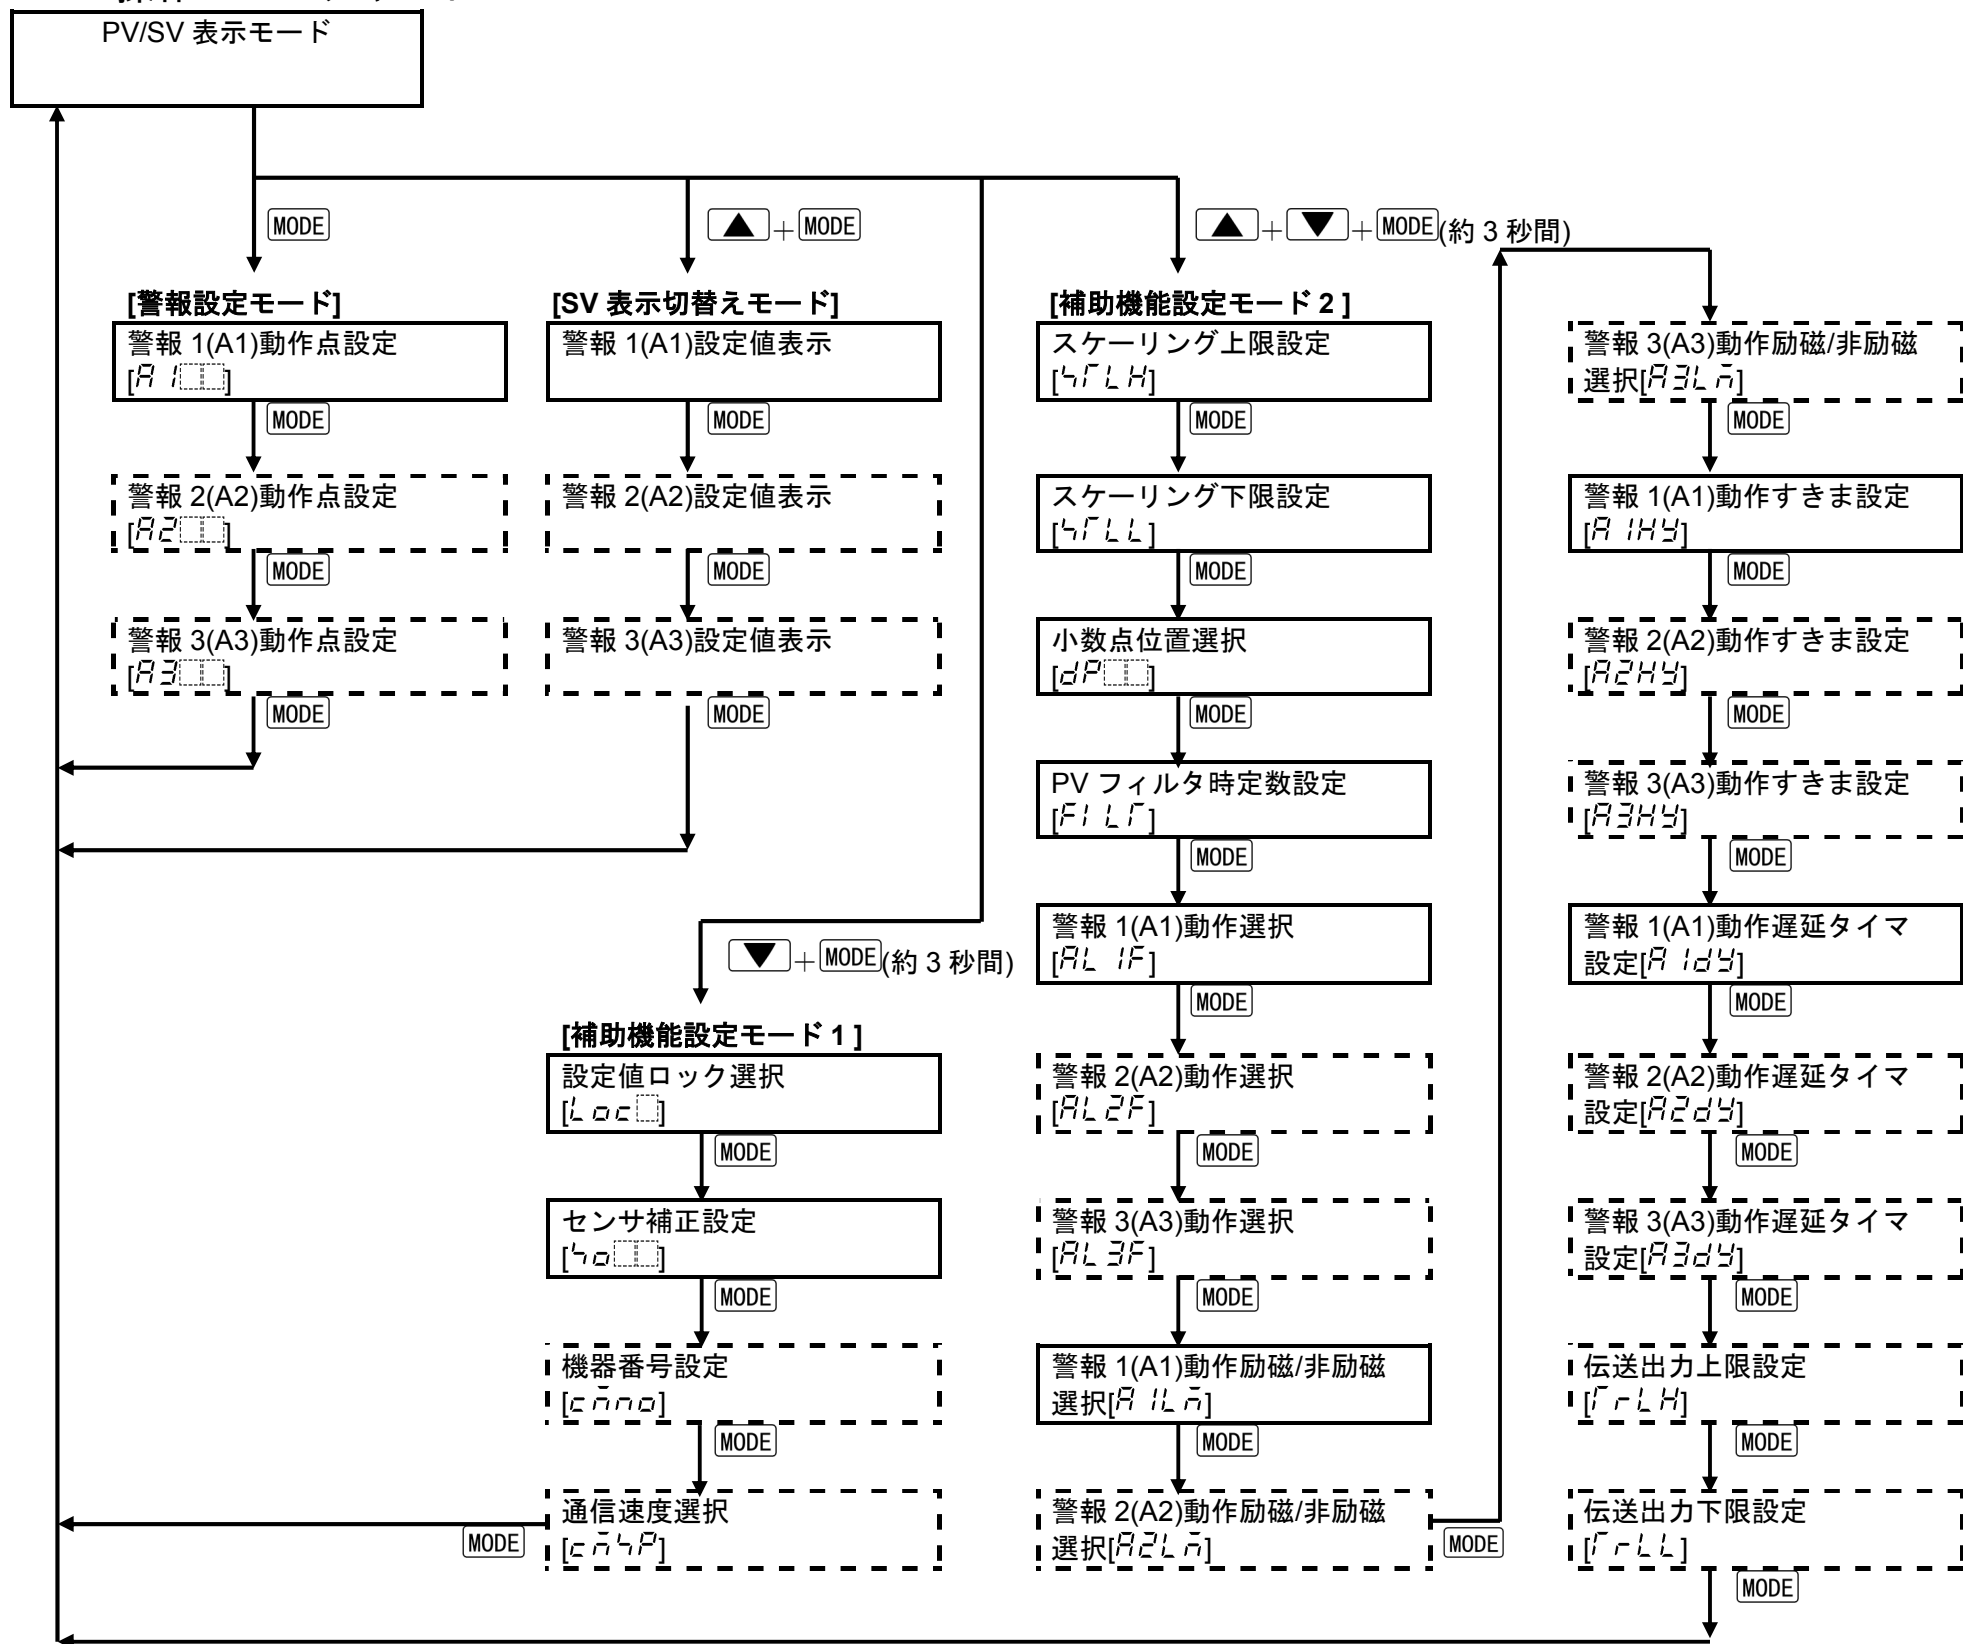 PV/SV 表示モード
MODE
▲+MODE
▲+▼+MODE(約 3 秒間)
[警報設定モード]
警報 1(A1)動作点設定
[A1]
MODE
警報 2(A2)動作点設定
[A2]
MODE
警報 3(A3)動作点設定
[A3]
MODE
[SV 表示切替えモード]
警報 1(A1)設定値表示
MODE
警報 2(A2)設定値表示
MODE
警報 3(A3)設定値表示
MODE
▼+MODE(約 3 秒間)
[補助機能設定モード 1 ]
設定値ロック選択
[Loc]
MODE
センサ補正設定
[So]
MODE
機器番号設定
[cmno]
MODE
通信速度選択
[cmSP]
MODE
[補助機能設定モード 2 ]
スケーリング上限設定
[STLH]
MODE
スケーリング下限設定
[STLL]
MODE
小数点位置選択
[dP]
MODE
PV フィルタ時定数設定
[FILT]
MODE
警報 1(A1)動作選択
[AL1F]
MODE
警報 2(A2)動作選択
[AL2F]
MODE
警報 3(A3)動作選択
[AL3F]
MODE
警報 1(A1)動作励磁/非励磁
選択[A1Lm]
MODE
警報 2(A2)動作励磁/非励磁
選択[A2Lm]
MODE
警報 3(A3)動作励磁/非励磁
選択[A3Lm]
MODE
警報 1(A1)動作すきま設定
[A1HY]
MODE
警報 2(A2)動作すきま設定
[A2HY]
MODE
警報 3(A3)動作すきま設定
[A3HY]
MODE
警報 1(A1)動作遅延タイマ
設定[A1dY]
MODE
警報 2(A2)動作遅延タイマ
設定[A2dY]
MODE
警報 3(A3)動作遅延タイマ
設定[A3dY]
MODE
伝送出力上限設定
[TrLH]
MODE
伝送出力下限設定
[TrLL]
MODE